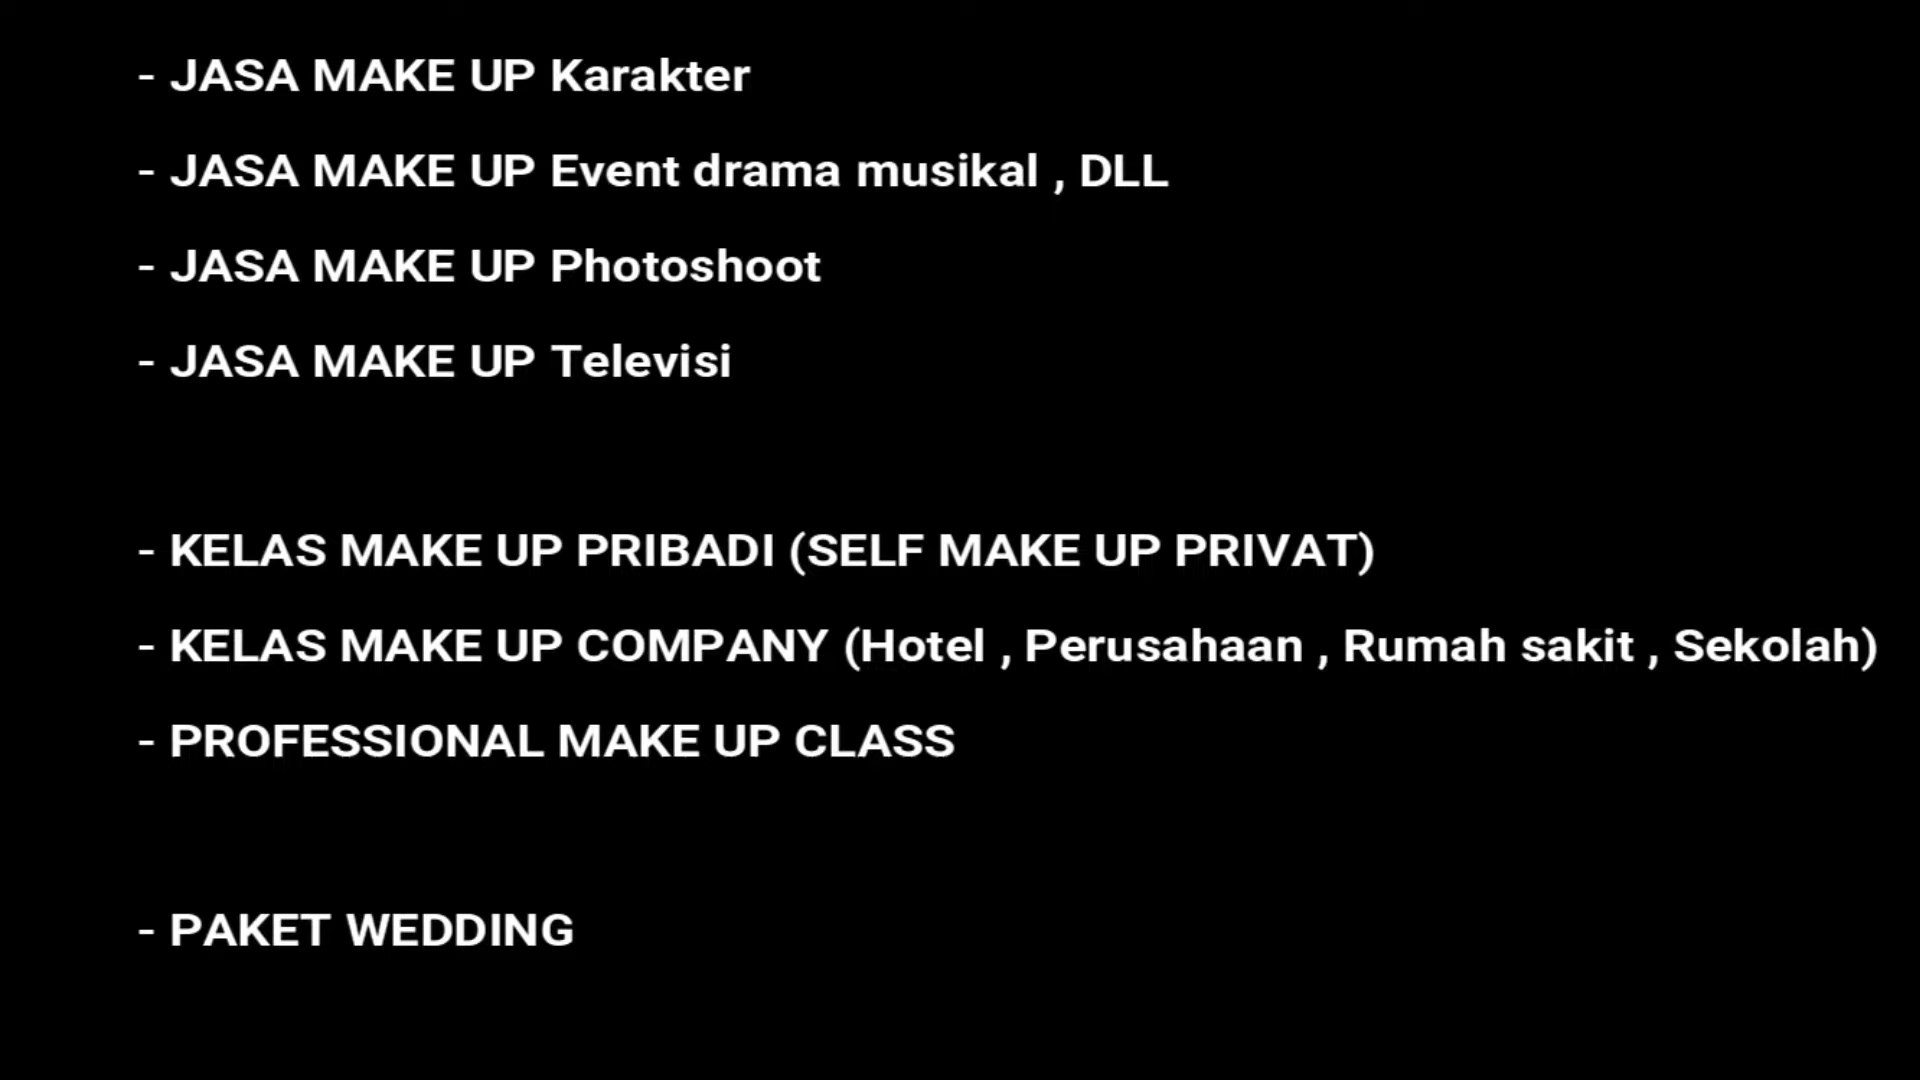 - JASA MAKE UP Karakter
- JASA MAKE UP Event drama musikal , DLL
- JASA MAKE UP Photoshoot
- JASA MAKE UP Televisi
- KELAS MAKE UP PRIBADI (SELF MAKE UP PRIVAT)
- KELAS MAKE UP COMPANY (Hotel , Perusahaan , Rumah sakit , Sekolah)
- PROFESSIONAL MAKE UP CLASS
- PAKET WEDDING